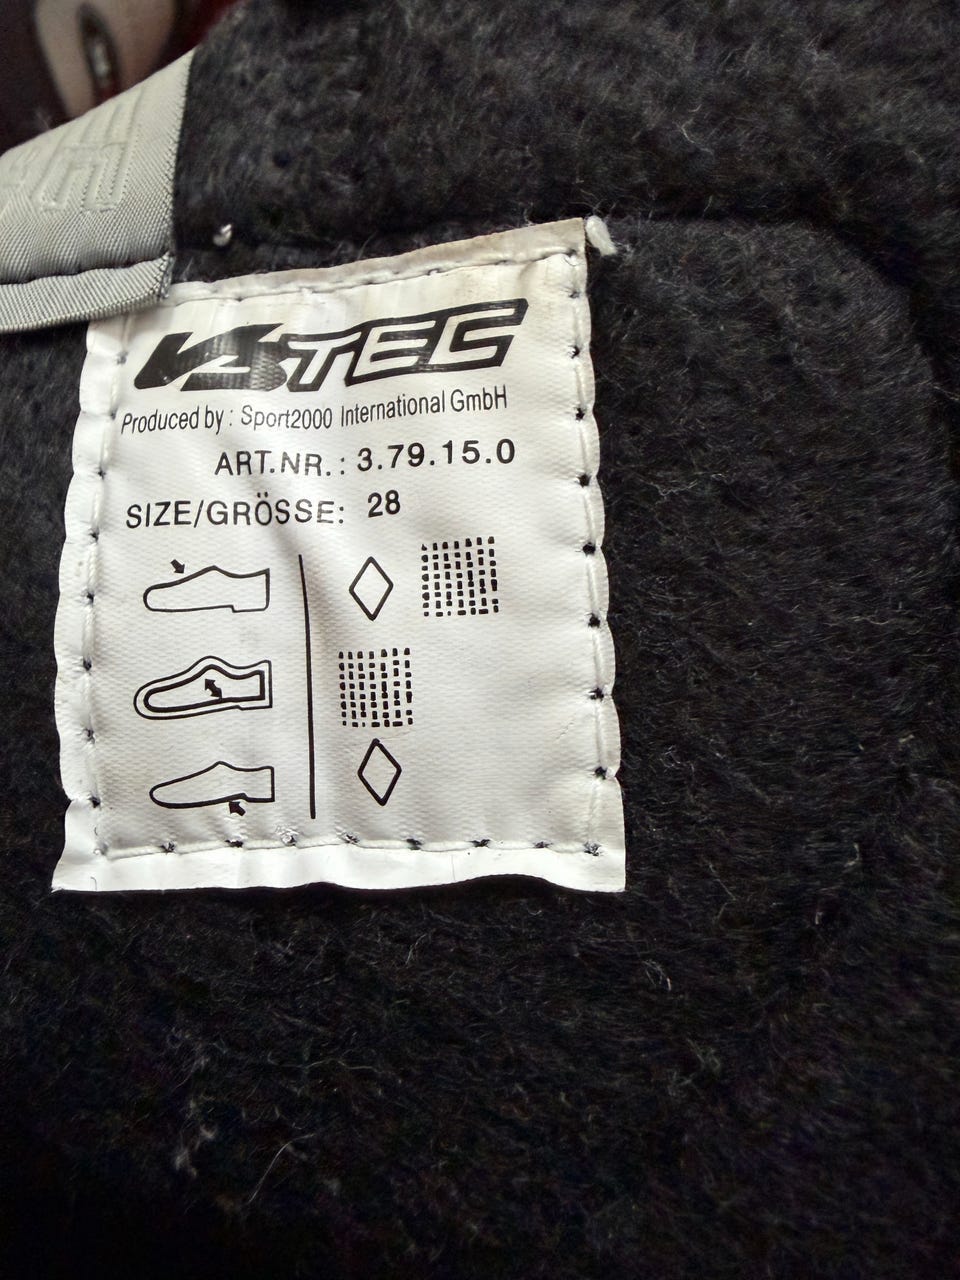 V3TEC
Produced by : Sport2000 International GmbH
ART.NR. : 3.79.15.0
SIZE/GRÖSSE: 28